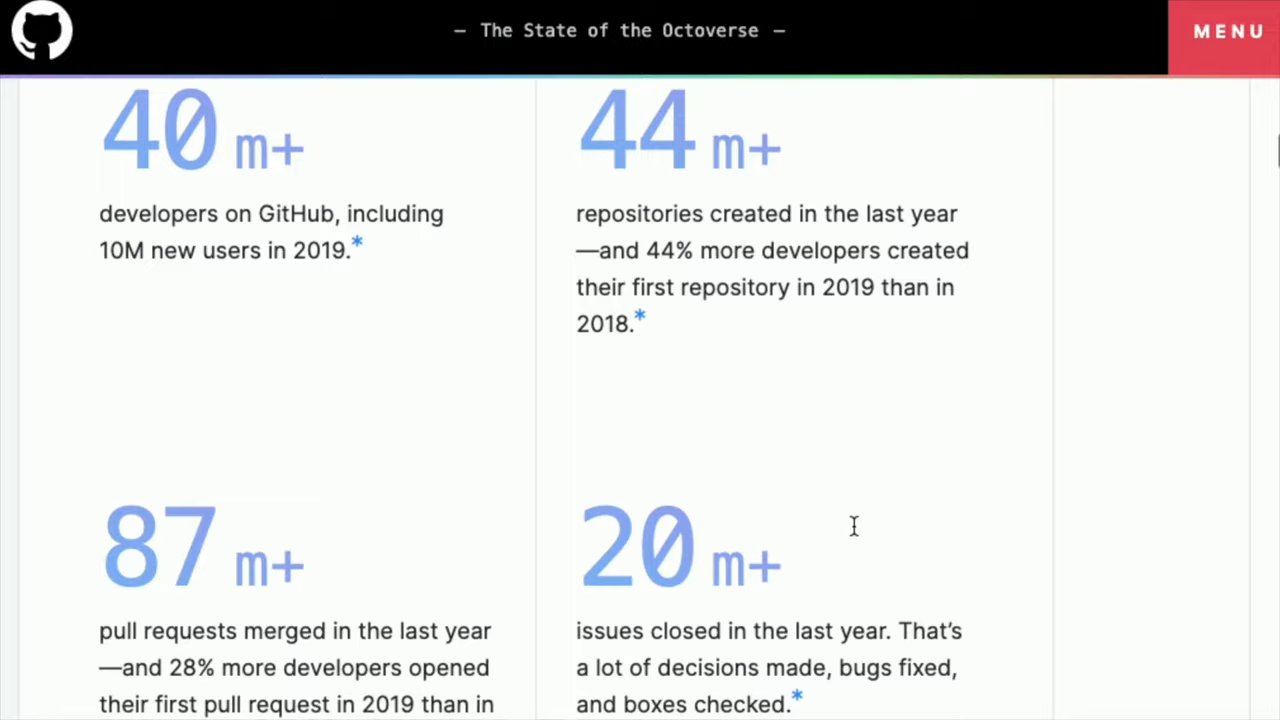 — The State of the Octoverse —
MENU
40 m+
developers on GitHub, including
10M new users in 2019.*
44 m+
repositories created in the last year
—and 44% more developers created
their first repository in 2019 than in
2018.*
87 m+
pull requests merged in the last year
—and 28% more developers opened
their first pull request in 2019 than in
20 m+
issues closed in the last year. That’s
a lot of decisions made, bugs fixed,
and boxes checked.*